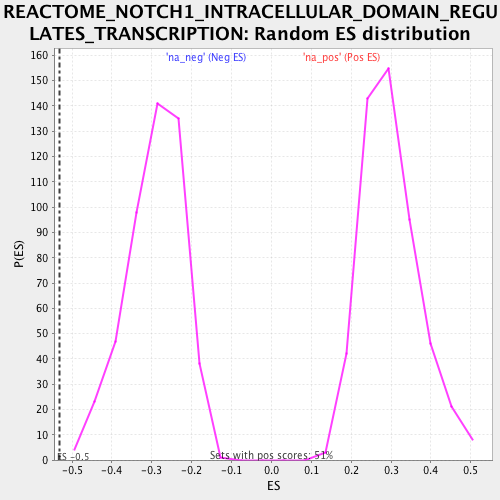 REACTOME_NOTCH1_INTRACELLULAR_DOMAIN_REGU
LATES_TRANSCRIPTION: Random ES distribution
'na_neg' (Neg ES)
'na_pos' (Pos ES)
160
150
140
130
120
110
100
90
80
70
60
50
40
30
20
10
0
P(ES)
ES -0.5
Sets with pos scores: 51%
-0.5 -0.4 -0.3 -0.2 -0.1 0.0 0.1 0.2 0.3 0.4 0.5
ES